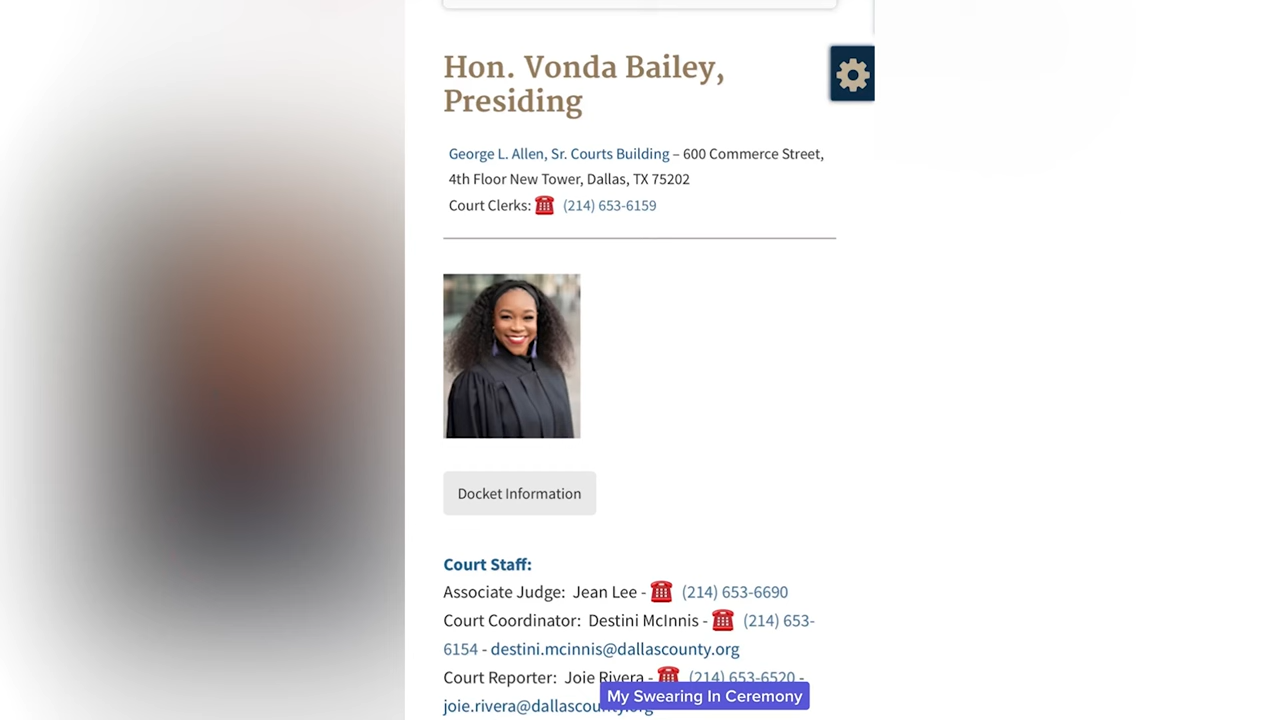 Hon. Vonda Bailey,
Presiding
George L. Allen, Sr. Courts Building – 600 Commerce Street,
4th Floor New Tower, Dallas, TX 75202
Court Clerks: ☎ (214) 653-6159
Docket Information
Court Staff:
Associate Judge: Jean Lee - ☎ (214) 653-6690
Court Coordinator: Destini McInnis - ☎ (214) 653-
6154 - destini.mcinnis@dallascounty.org
Court Reporter: Joie Rivera - ☎ (214) 653-6520 -
My Swearing In Ceremony
joie.rivera@dallascounty.org